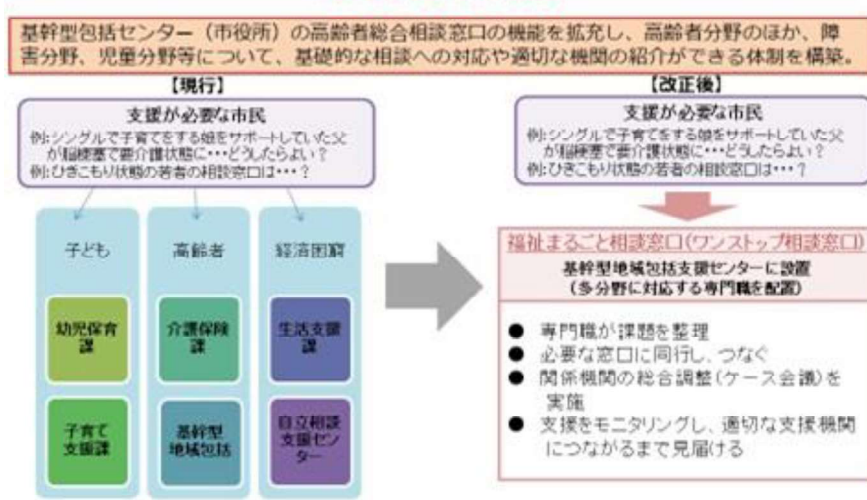 基幹型包括センター（市役所）の高齢者総合相談窓口の機能を拡充し、高齢者分野のほか、障
害分野、児童分野等について、基礎的な相談への対応や適切な機関の紹介ができる体制を構築。
【現行】
支援が必要な市民
例:シングルで子育てをする娘をサポートしていた父
が脳梗塞で要介護状態に・・・どうしたらよい？
例:ひきこもり状態の若者の相談窓口は・・・？
子ども
高齢者
経済困窮
幼児保育
課
介護保険
課
生活支援
課
子育て
支援課
基幹型
地域包括
自立相談
支援セン
ター
【改正後】
支援が必要な市民
例:シングルで子育てをする娘をサポートしていた父
が脳梗塞で要介護状態に・・・どうしたらよい？
例:ひきこもり状態の若者の相談窓口は・・・？
福祉まるごと相談窓口(ワンストップ相談窓口)
基幹型地域包括支援センターに設置
(多分野に対応する専門職を配置)
● 専門職が課題を整理
● 必要な窓口に同行し、つなぐ
● 関係機関の総合調整(ケース会議)を
実施
● 支援をモニタリングし、適切な支援機関
につながるまで見届ける